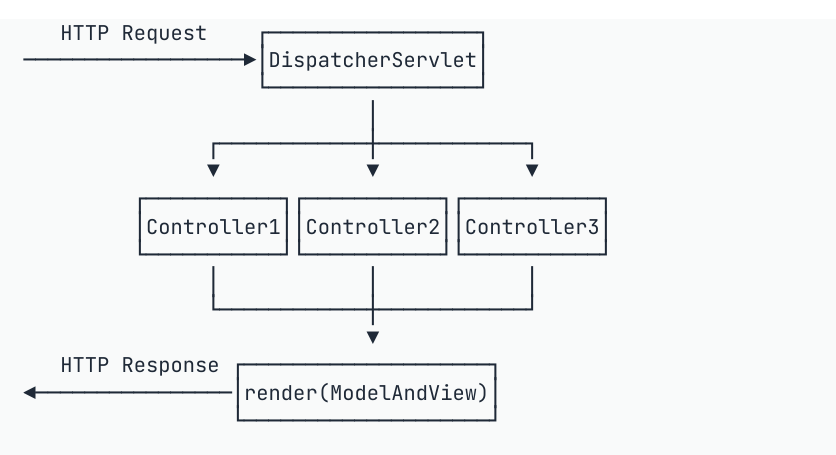 HTTP Request
DispatcherServlet
Controller1 Controller2 Controller3
HTTP Response
render(ModelAndView)